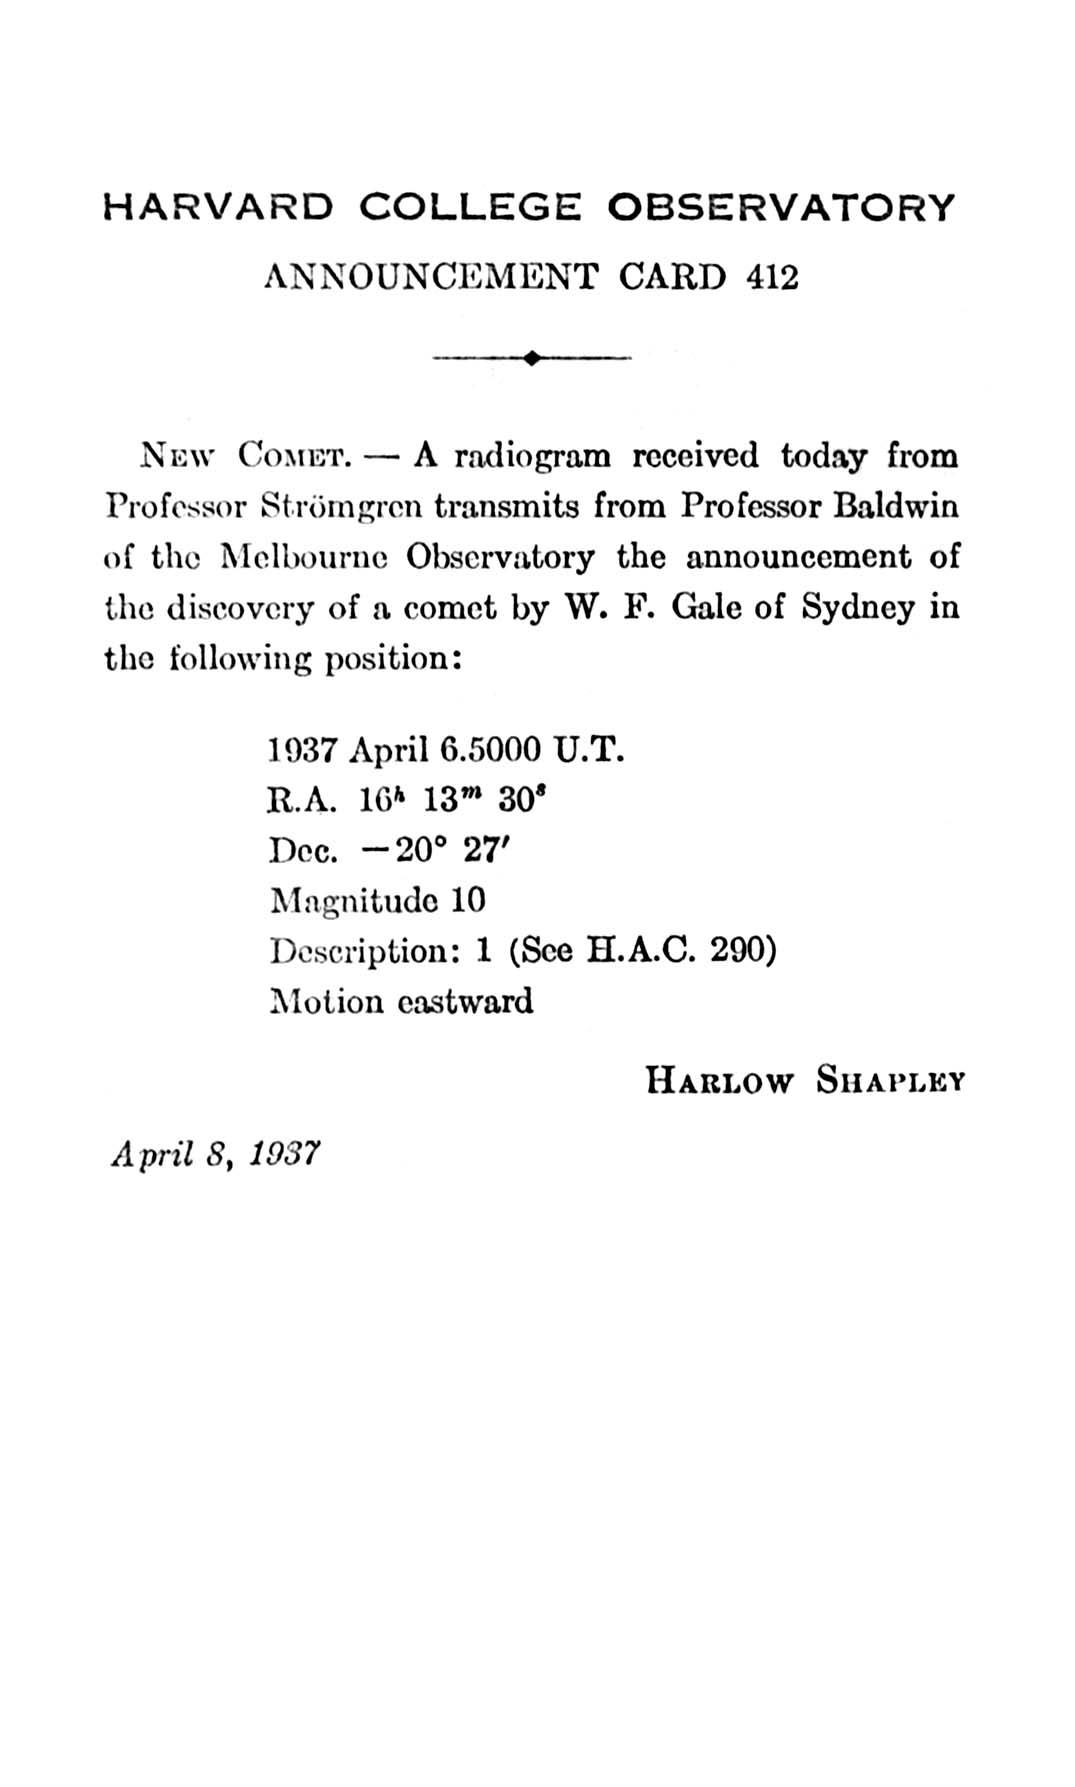 HARVARD COLLEGE OBSERVATORY
ANNOUNCEMENT CARD 412
NEW COMET. — A radiogram received today from
Professor Strömgren transmits from Professor Baldwin
of the Melbourne Observatory the announcement of
the discovery of a comet by W. F. Gale of Sydney in
the following position:
1937 April 6.5000 U.T.
R.A. 16ʰ 13ᵐ 30ˢ
Dec. —20° 27′
Magnitude 10
Description: 1 (See H.A.C. 290)
Motion eastward
HARLOW SHAPLEY
April 8, 1937